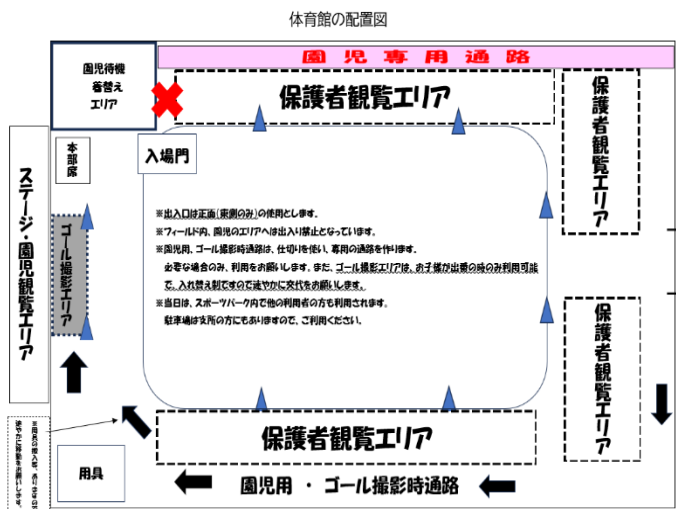 体育館の配置図
園児専用通路
園児待機
着替え
エリア
保護者観覧エリア
保護者観覧エリア
本部席
入場門
ステージ・園児観覧エリア
ゴール撮影エリア
※出入口は正面(東側のみ)の使用とします。
※フィールド内、園児のエリアへは出入り禁止となっています。
※園児用、ゴール撮影時通路は、仕切りを使い、専用の通路を作ります。
必要な場合のみ、利用をお願いします。また、ゴール撮影エリアは、お子様が出番の時のみ利用可能
で、入れ替え制ですので速やかに交代をお願いします。
※当日は、スポーツパーク内で他の利用者の方も利用されます。
駐車場は支所の方にもありますので、ご利用ください。
保護者観覧エリア
保護者観覧エリア
用具
園児用 ・ ゴール撮影時通路
速やかに移動をお願いします。